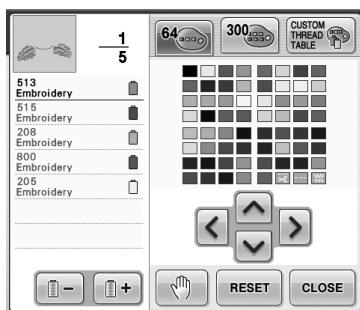 1
5
64
300
CUSTOM
THREAD
TABLE
513
Embroidery
515
Embroidery
208
Embroidery
800
Embroidery
205
Embroidery
-
+
RESET
CLOSE